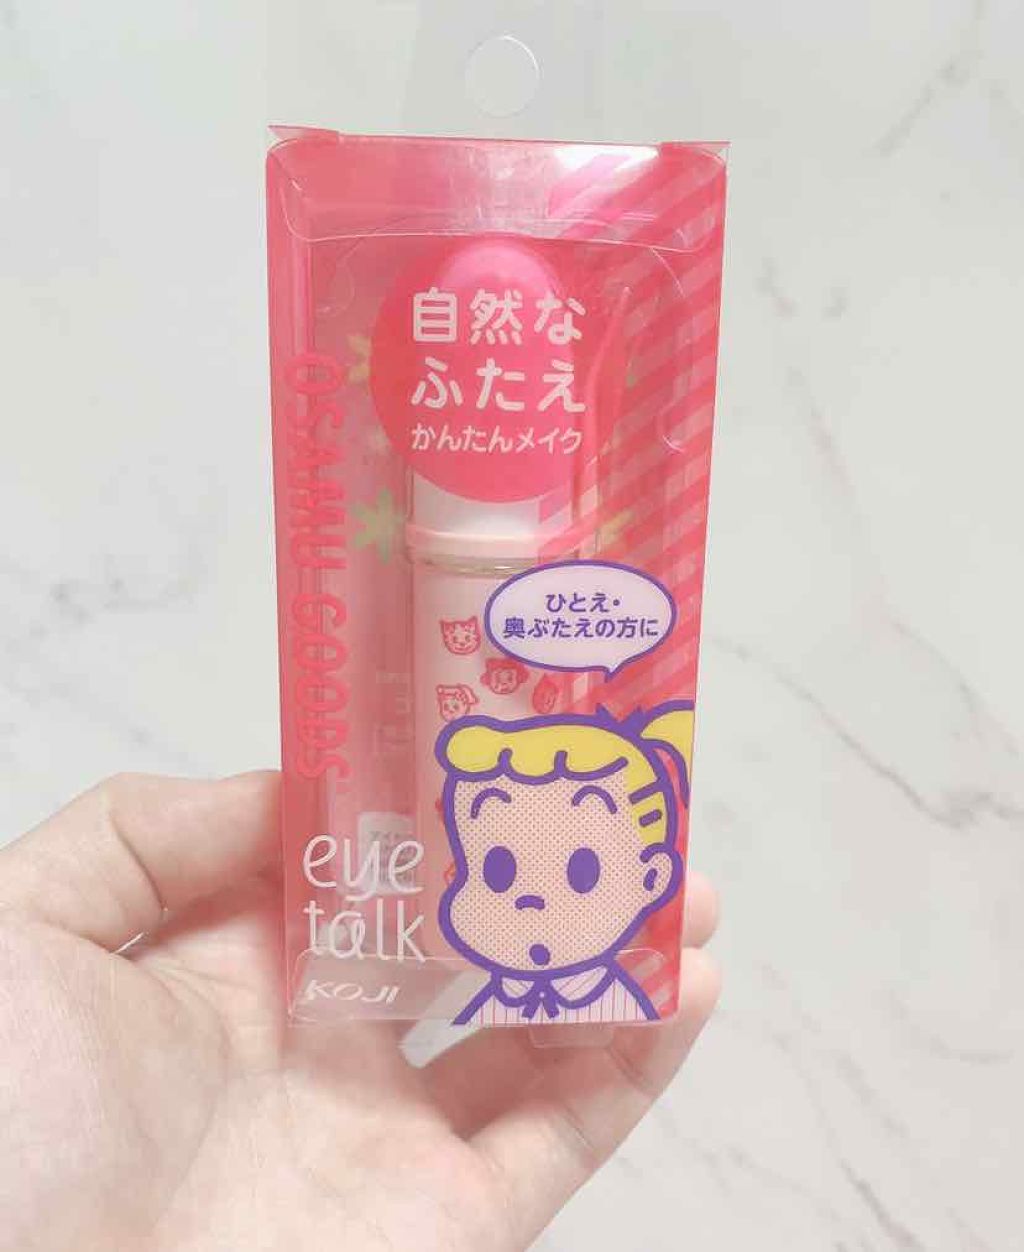 自然な
ふたえ
かんたんメイク
OSAMU GOODS
ひとえ・
奥ぶたえの方に
eye
talk
KOJI